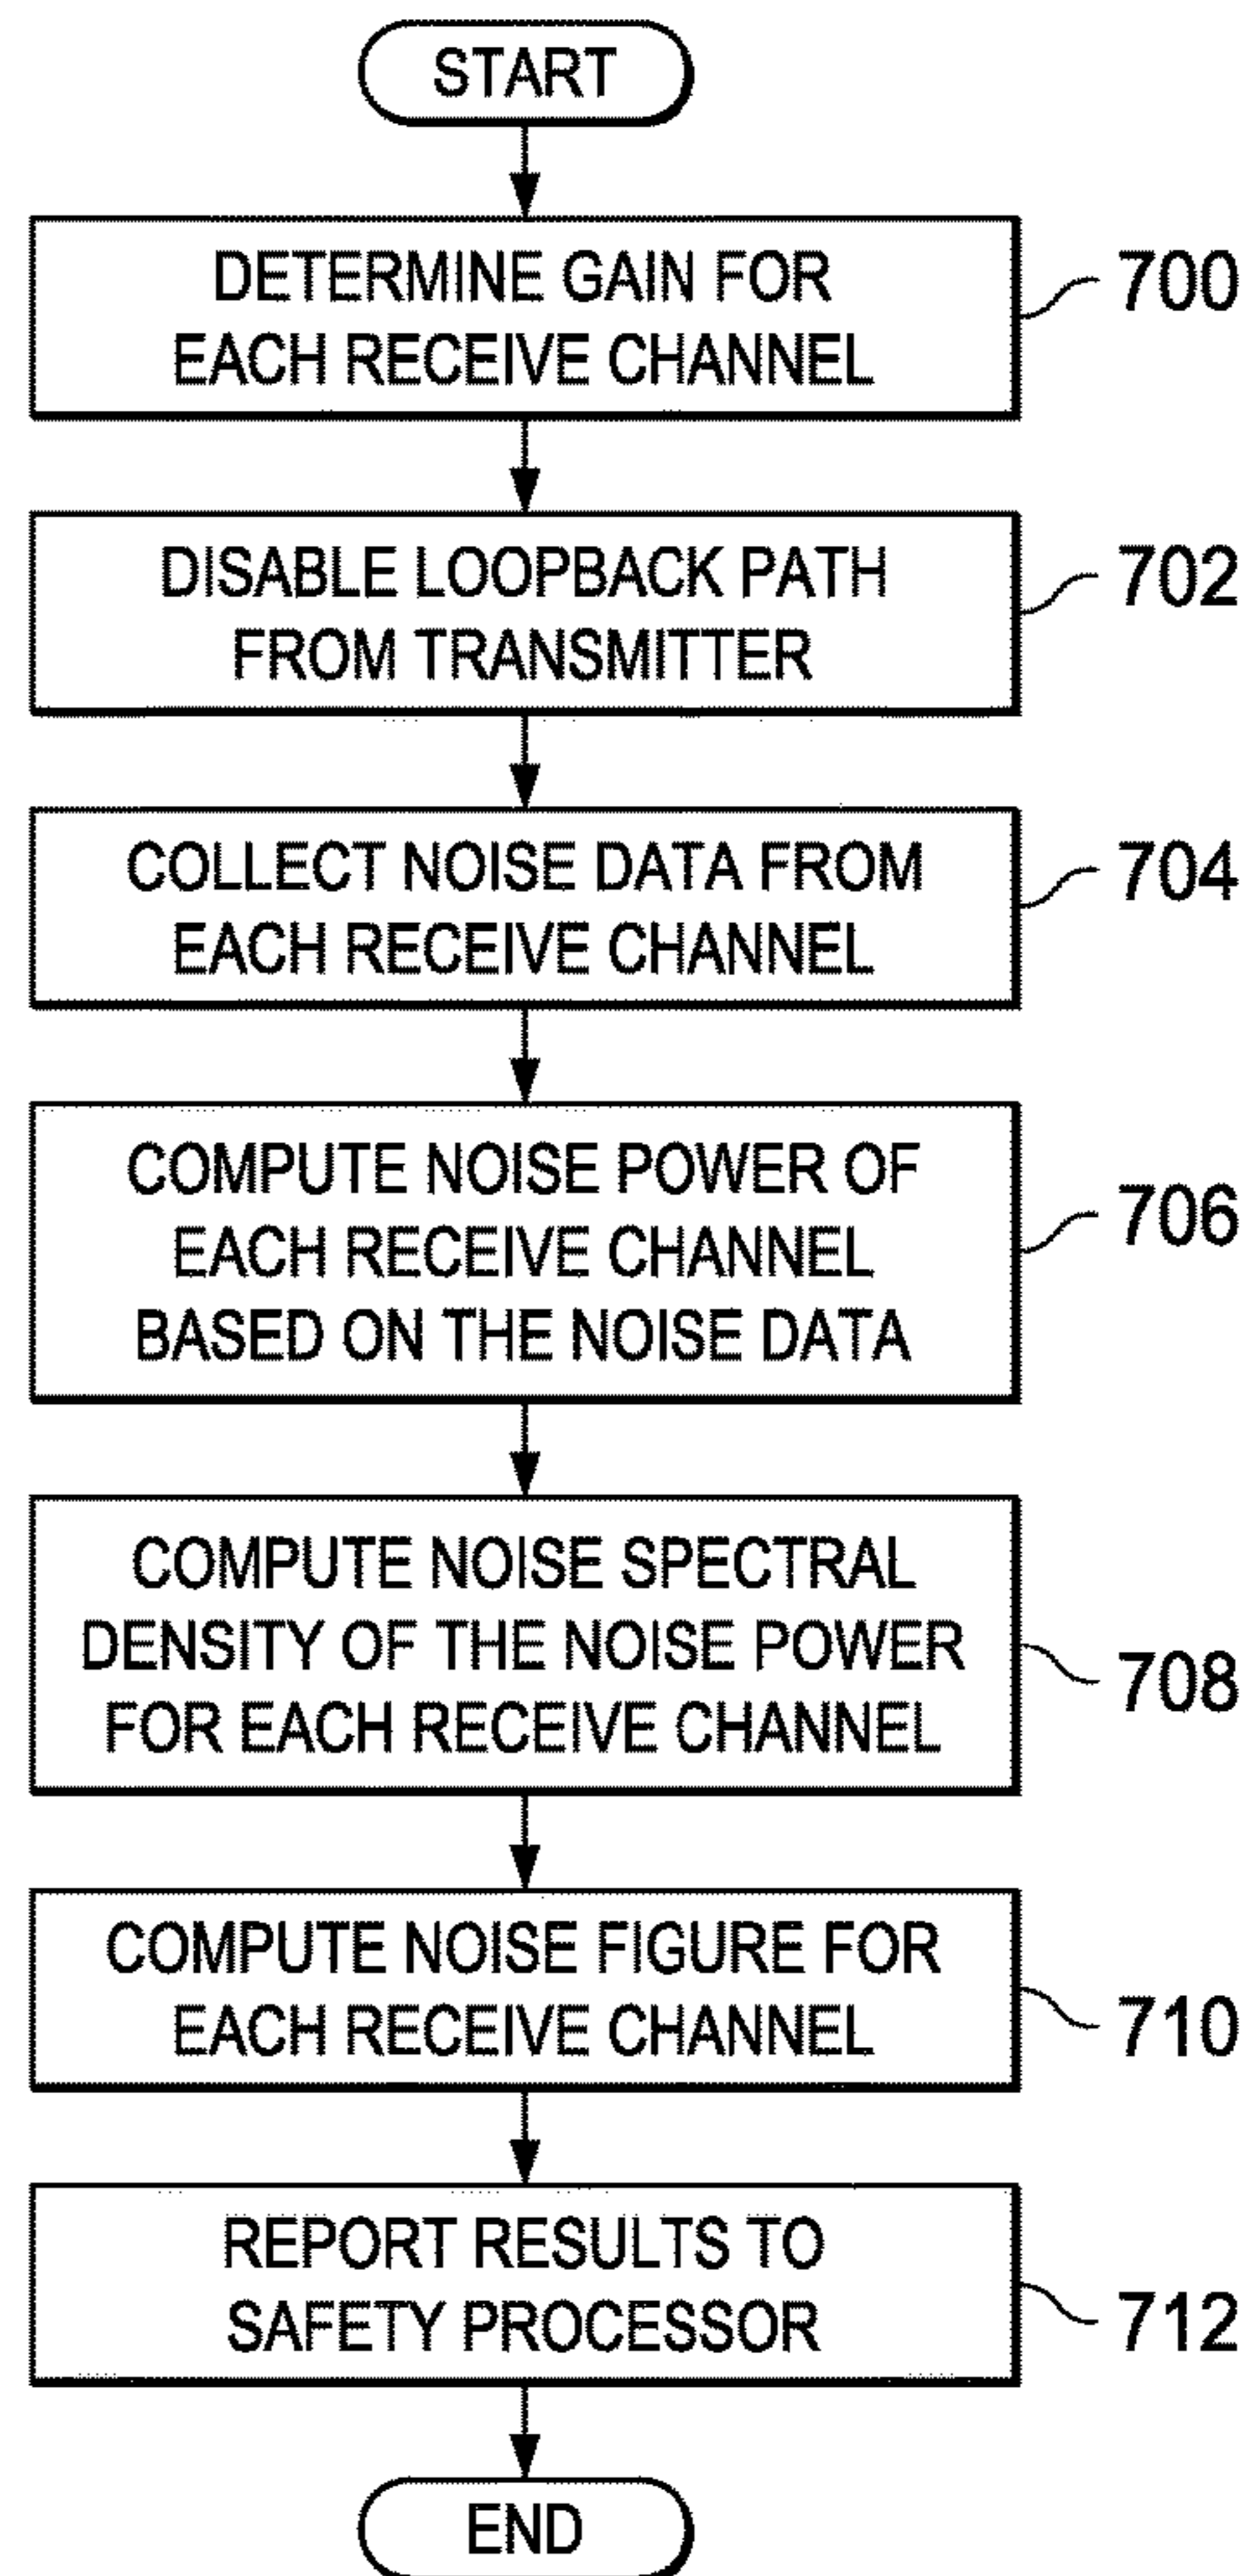 START
DETERMINE GAIN FOR
EACH RECEIVE CHANNEL
700
DISABLE LOOPBACK PATH
FROM TRANSMITTER
702
COLLECT NOISE DATA FROM
EACH RECEIVE CHANNEL
704
COMPUTE NOISE POWER OF
EACH RECEIVE CHANNEL
BASED ON THE NOISE DATA
706
COMPUTE NOISE SPECTRAL
DENSITY OF THE NOISE POWER
FOR EACH RECEIVE CHANNEL
708
COMPUTE NOISE FIGURE FOR
EACH RECEIVE CHANNEL
710
REPORT RESULTS TO
SAFETY PROCESSOR
712
END